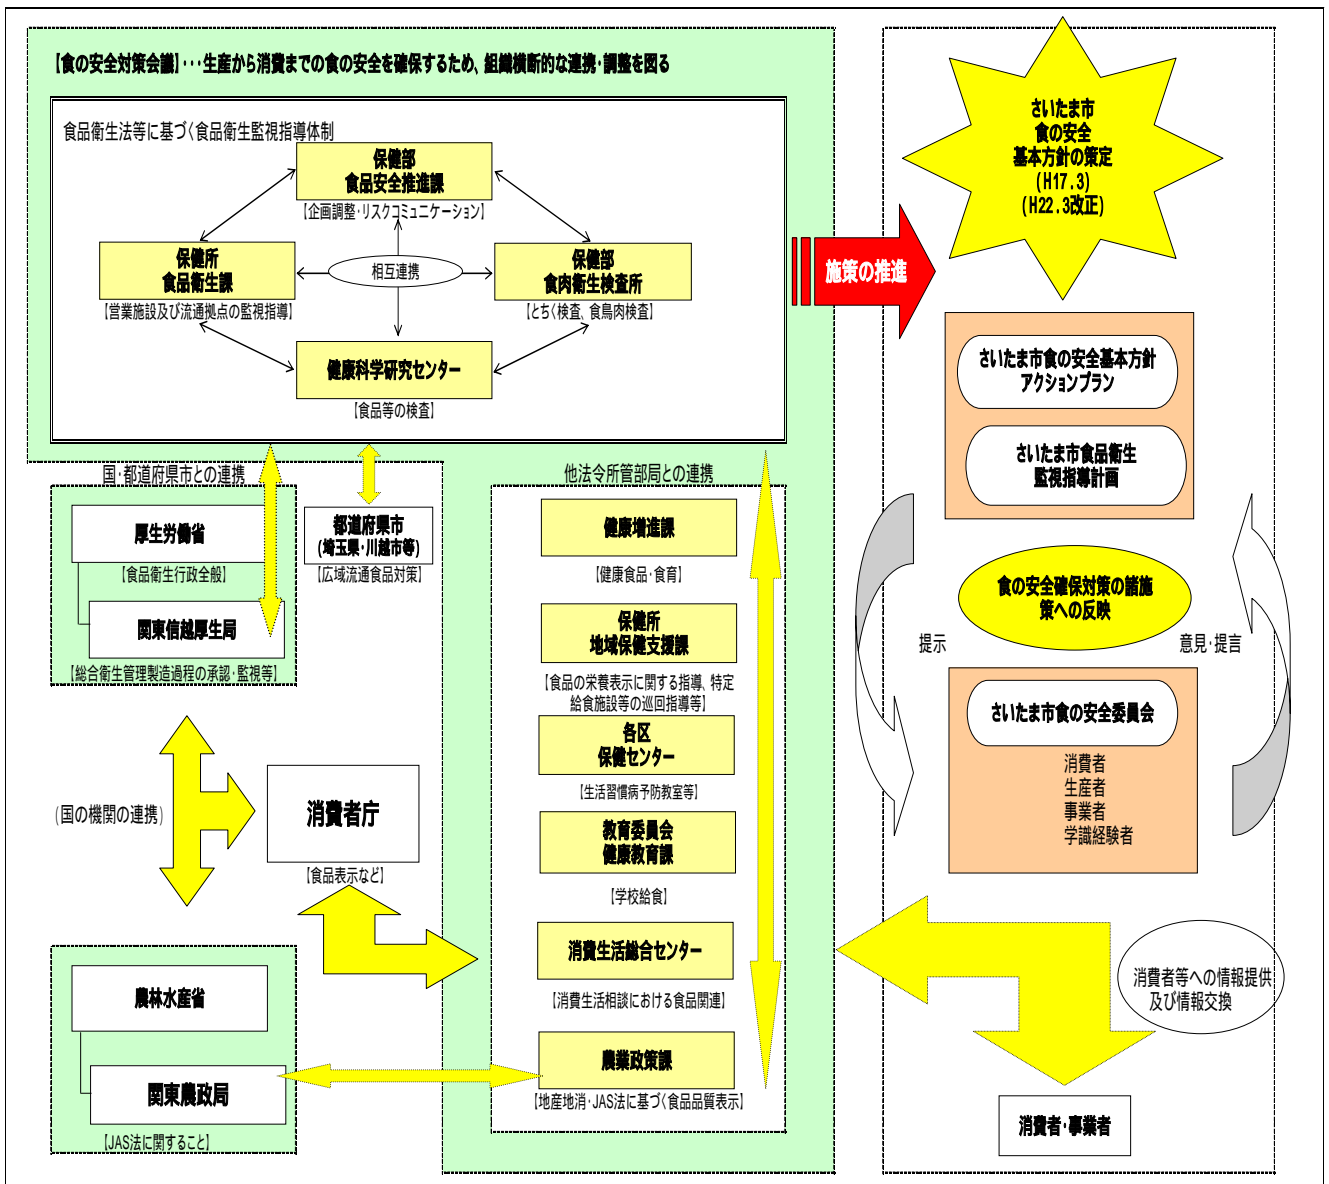 【食の安全対策会議】･･･生産から消費までの食の安全を確保するため、組織横断的な連携･調整を図る
食品衛生法等に基づく食品衛生監視指導体制
保健部
食品安全推進課
【企画調整･リスクコミュニケーション】
保健所
食品衛生課
【営業施設及び流通拠点の監視指導】
相互連携
保健部
食肉衛生検査所
【とちく検査、食鳥肉検査】
健康科学研究センター
【食品等の検査】
施策の推進
さいたま市
食の安全
基本方針の策定
(H17.3)
(H22.3改正)
さいたま市食の安全基本方針
アクションプラン
さいたま市食品衛生
監視指導計画
食の安全確保対策の諸施
策への反映
提示
意見･提言
さいたま市食の安全委員会
消費者
生産者
事業者
学識経験者
国･都道府県市との連携
厚生労働省
【食品衛生行政全般】
関東信越厚生局
【総合衛生管理製造過程の承認･監視等】
都道府県市
(埼玉県･川越市等)
【広域流通食品対策】
(国の機関の連携)
消費者庁
【食品表示など】
農林水産省
関東農政局
【JAS法に関すること】
他法令所管部局との連携
健康増進課
【健康食品･食育】
保健所
地域保健支援課
【食品の栄養表示に関する指導、特定
給食施設等の巡回指導等】
各区
保健センター
【生活習慣病予防教室等】
教育委員会
健康教育課
【学校給食】
消費生活総合センター
【消費生活相談における食品関連】
農業政策課
【地産地消･JAS法に基づく食品品質表示】
消費者等への情報提供
及び情報交換
消費者･事業者